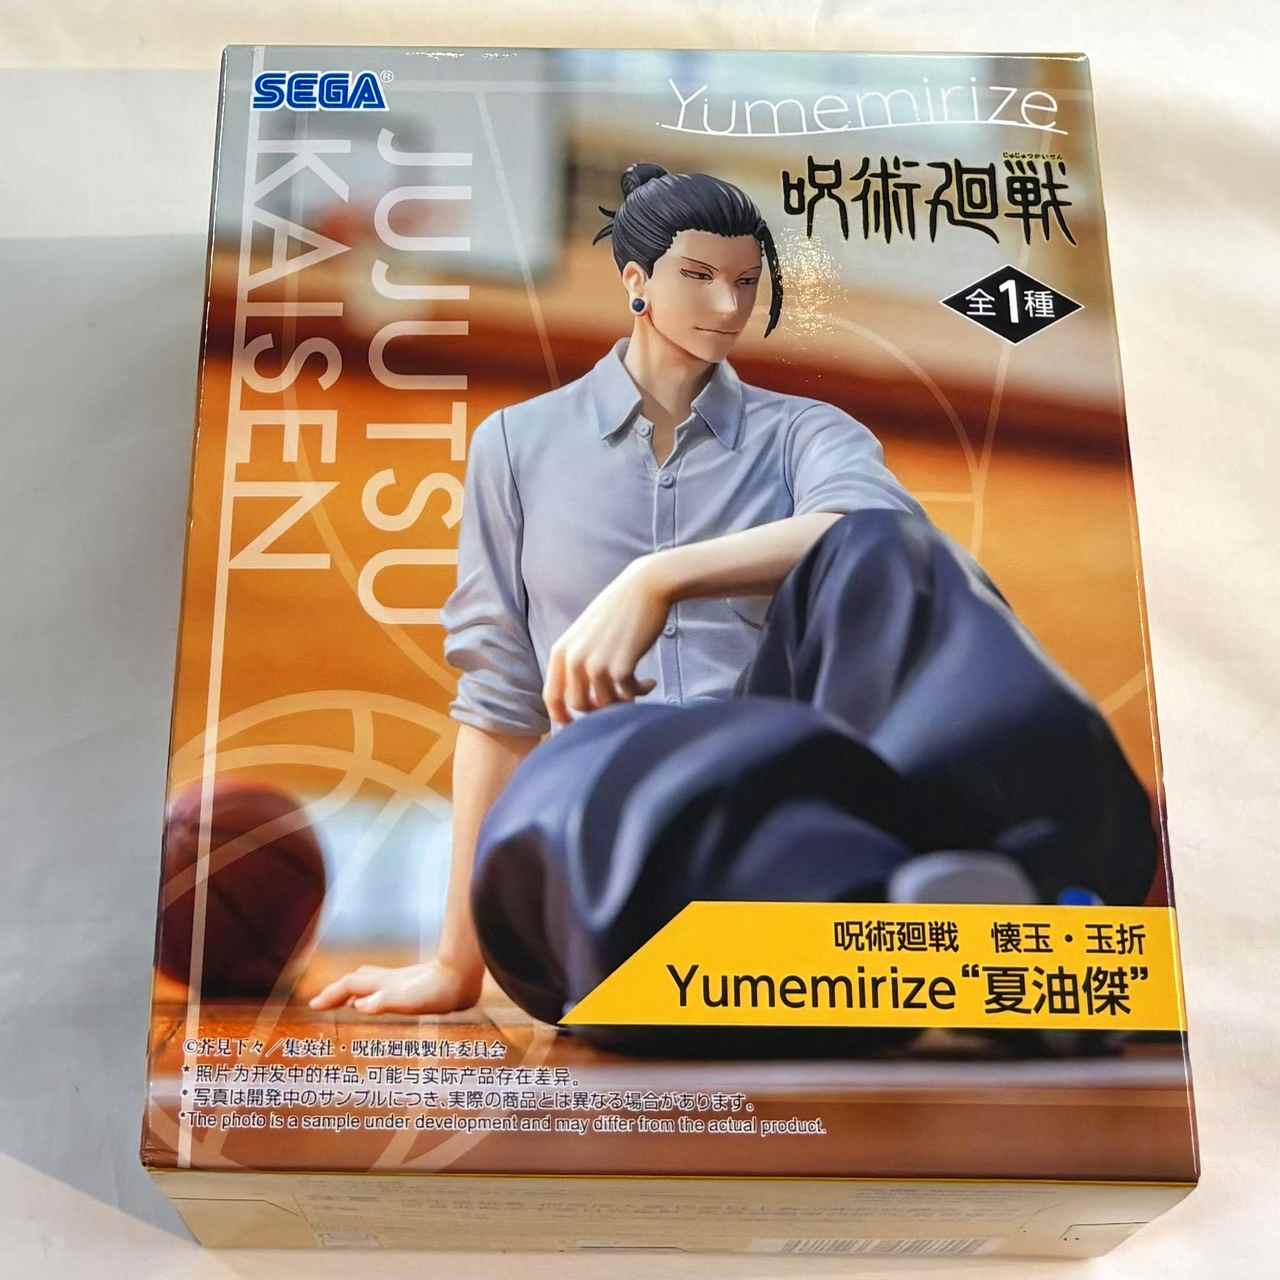 SEGA®
Yumemirize
じゅじゅつかいせん
呪術廻戦
全1種
JUJUTSU
KAISEN
呪術廻戦 懐玉・玉折
Yumemirize“夏油傑”
©芥見下々／集英社・呪術廻戦製作委員会
*照片为开发中的样品,可能与实际产品存在差异。
*写真は開発中のサンプルにつき、実際の商品とは異なる場合があります。
*The photo is a sample under development and may differ from the actual product.